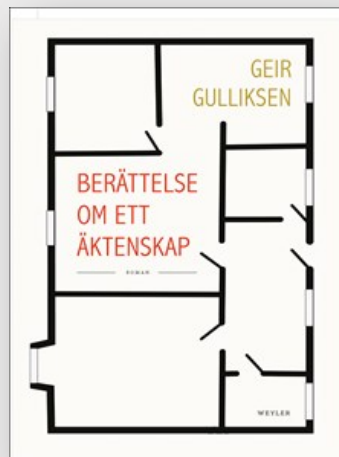 GEIR
GULLIKSEN
BERÄTTELSE
OM ETT
ÄKTENSKAP
ROMAN
WEYLER